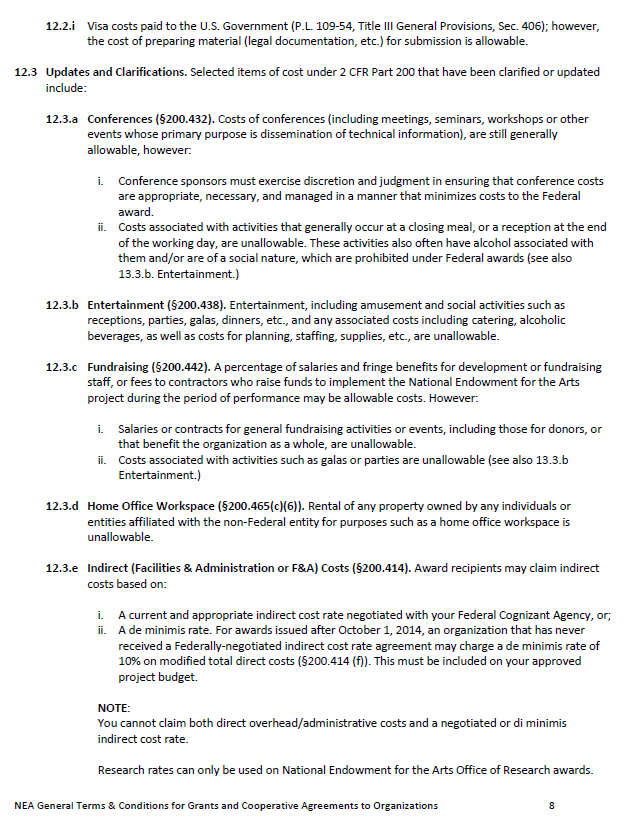 12.2.i Visa costs paid to the U.S. Government (P.L. 109-54, Title III General Provisions, Sec. 406); however,
the cost of preparing material (legal documentation, etc.) for submission is allowable.
12.3 Updates and Clarifications. Selected items of cost under 2 CFR Part 200 that have been clarified or updated
include:
12.3.a Conferences (§200.432). Costs of conferences (including meetings, seminars, workshops or other
events whose primary purpose is dissemination of technical information), are still generally
allowable, however:
i. Conference sponsors must exercise discretion and judgment in ensuring that conference costs
are appropriate, necessary, and managed in a manner that minimizes costs to the Federal
award.
ii. Costs associated with activities that generally occur at a closing meal, or a reception at the end
of the working day, are unallowable. These activities also often have alcohol associated with
them and/or are of a social nature, which are prohibited under Federal awards (see also
13.3.b. Entertainment.)
12.3.b Entertainment (§200.438). Entertainment, including amusement and social activities such as
receptions, parties, galas, dinners, etc., and any associated costs including catering, alcoholic
beverages, as well as costs for planning, staffing, supplies, etc., are unallowable.
12.3.c Fundraising (§200.442). A percentage of salaries and fringe benefits for development or fundraising
staff, or fees to contractors who raise funds to implement the National Endowment for the Arts
project during the period of performance may be allowable costs. However:
i. Salaries or contracts for general fundraising activities or events, including those for donors, or
that benefit the organization as a whole, are unallowable.
ii. Costs associated with activities such as galas or parties are unallowable (see also 13.3.b
Entertainment.)
12.3.d Home Office Workspace (§200.465(c)(6)). Rental of any property owned by any individuals or
entities affiliated with the non-Federal entity for purposes such as a home office workspace is
unallowable.
12.3.e Indirect (Facilities & Administration or F&A) Costs (§200.414). Award recipients may claim indirect
costs based on:
i. A current and appropriate indirect cost rate negotiated with your Federal Cognizant Agency, or;
ii. A de minimis rate. For awards issued after October 1, 2014, an organization that has never
received a Federally-negotiated indirect cost rate agreement may charge a de minimis rate of
10% on modified total direct costs (§200.414 (f)). This must be included on your approved
project budget.
NOTE:
You cannot claim both direct overhead/administrative costs and a negotiated or di minimis
indirect cost rate.
Research rates can only be used on National Endowment for the Arts Office of Research awards.
NEA General Terms & Conditions for Grants and Cooperative Agreements to Organizations 8